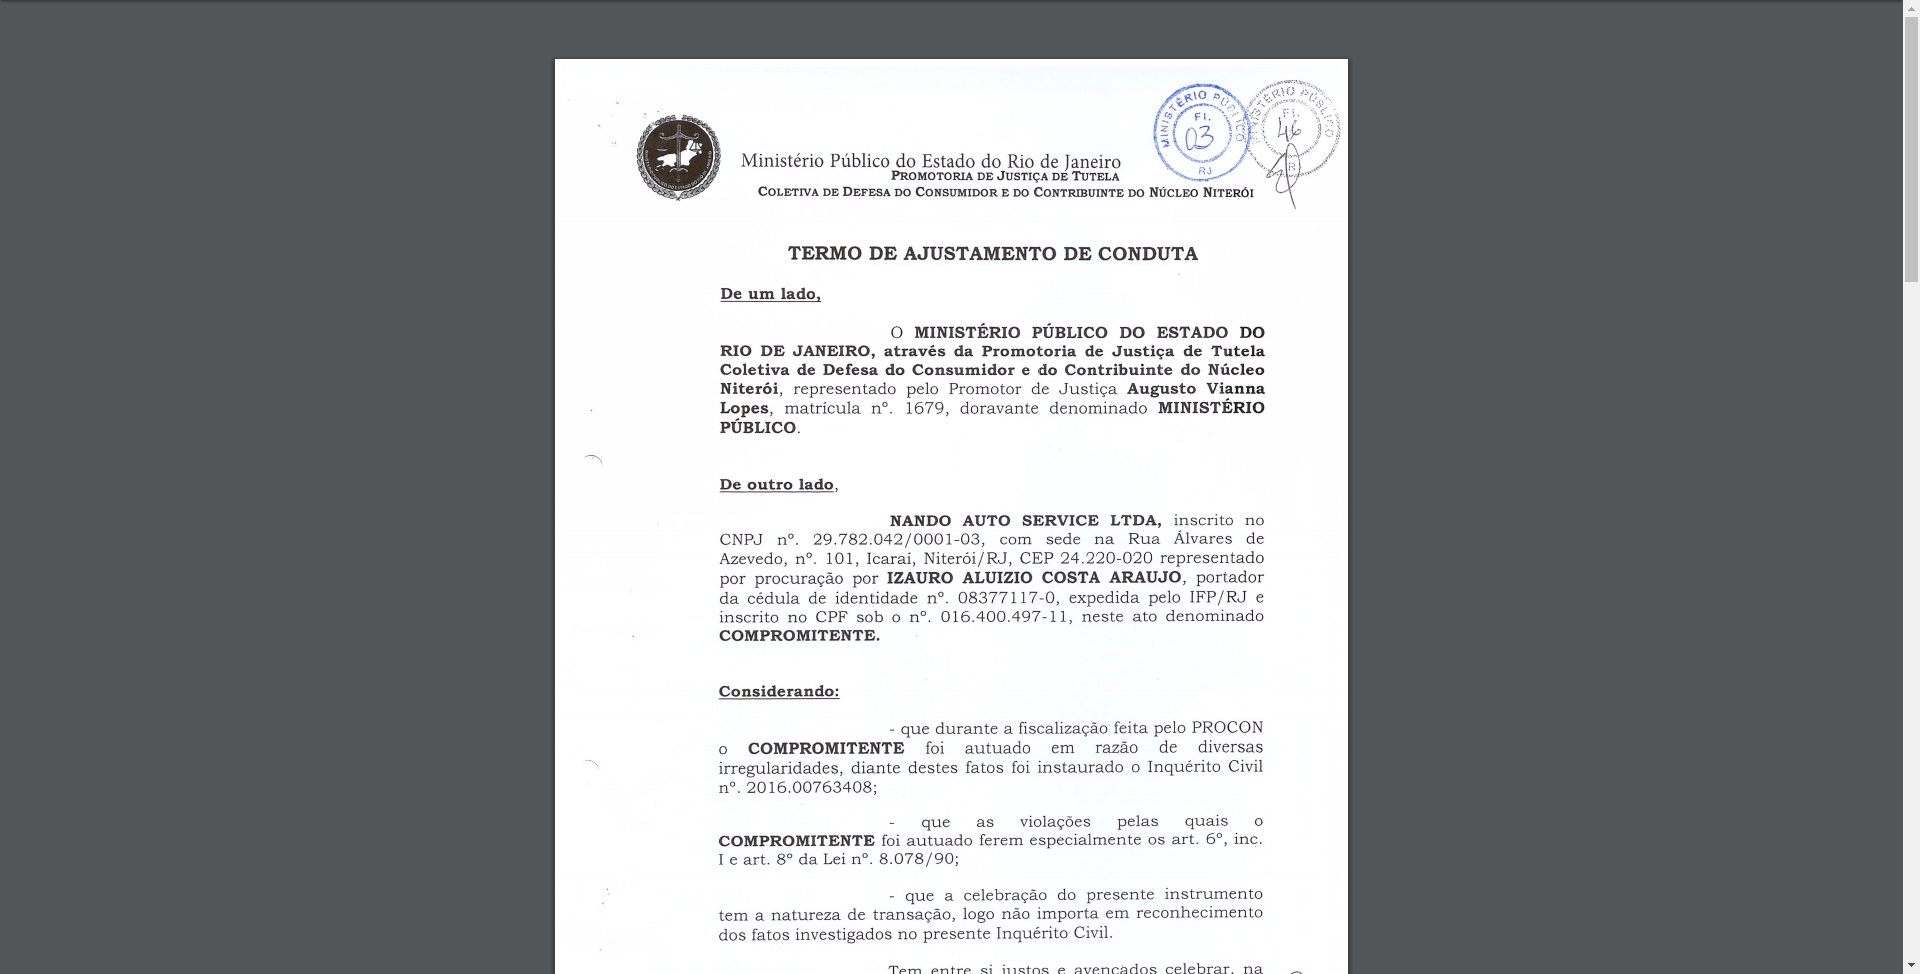 MINISTÉRIO PÚBLICO
Fl.
03
RJ
MINISTÉRIO PÚBLICO
Fl.
46
R
Ministério Público do Estado do Rio de Janeiro
PROMOTORIA DE JUSTIÇA DE TUTELA
COLETIVA DE DEFESA DO CONSUMIDOR E DO CONTRIBUINTE DO NÚCLEO NITERÓI
TERMO DE AJUSTAMENTO DE CONDUTA
De um lado,
O MINISTÉRIO PÚBLICO DO ESTADO DO
RIO DE JANEIRO, através da Promotoria de Justiça de Tutela
Coletiva de Defesa do Consumidor e do Contribuinte do Núcleo
Niterói, representado pelo Promotor de Justiça Augusto Vianna
Lopes, matrícula nº. 1679, doravante denominado MINISTÉRIO
PÚBLICO.
De outro lado,
NANDO AUTO SERVICE LTDA, inscrito no
CNPJ nº. 29.782.042/0001-03, com sede na Rua Álvares de
Azevedo, nº. 101, Icaraí, Niterói/RJ, CEP 24.220-020 representado
por procuração por IZAURO ALUIZIO COSTA ARAUJO, portador
da cédula de identidade nº. 08377117-0, expedida pelo IFP/RJ e
inscrito no CPF sob o nº. 016.400.497-11, neste ato denominado
COMPROMITENTE.
Considerando:
- que durante a fiscalização feita pelo PROCON
o COMPROMITENTE foi autuado em razão de diversas
irregularidades, diante destes fatos foi instaurado o Inquérito Civil
nº. 2016.00763408;
- que as violações pelas quais o
COMPROMITENTE foi autuado ferem especialmente os art. 6º, inc.
I e art. 8º da Lei nº. 8.078/90;
- que a celebração do presente instrumento
tem a natureza de transação, logo não importa em reconhecimento
dos fatos investigados no presente Inquérito Civil.
Tem entre si justos e avençados celebrar, na